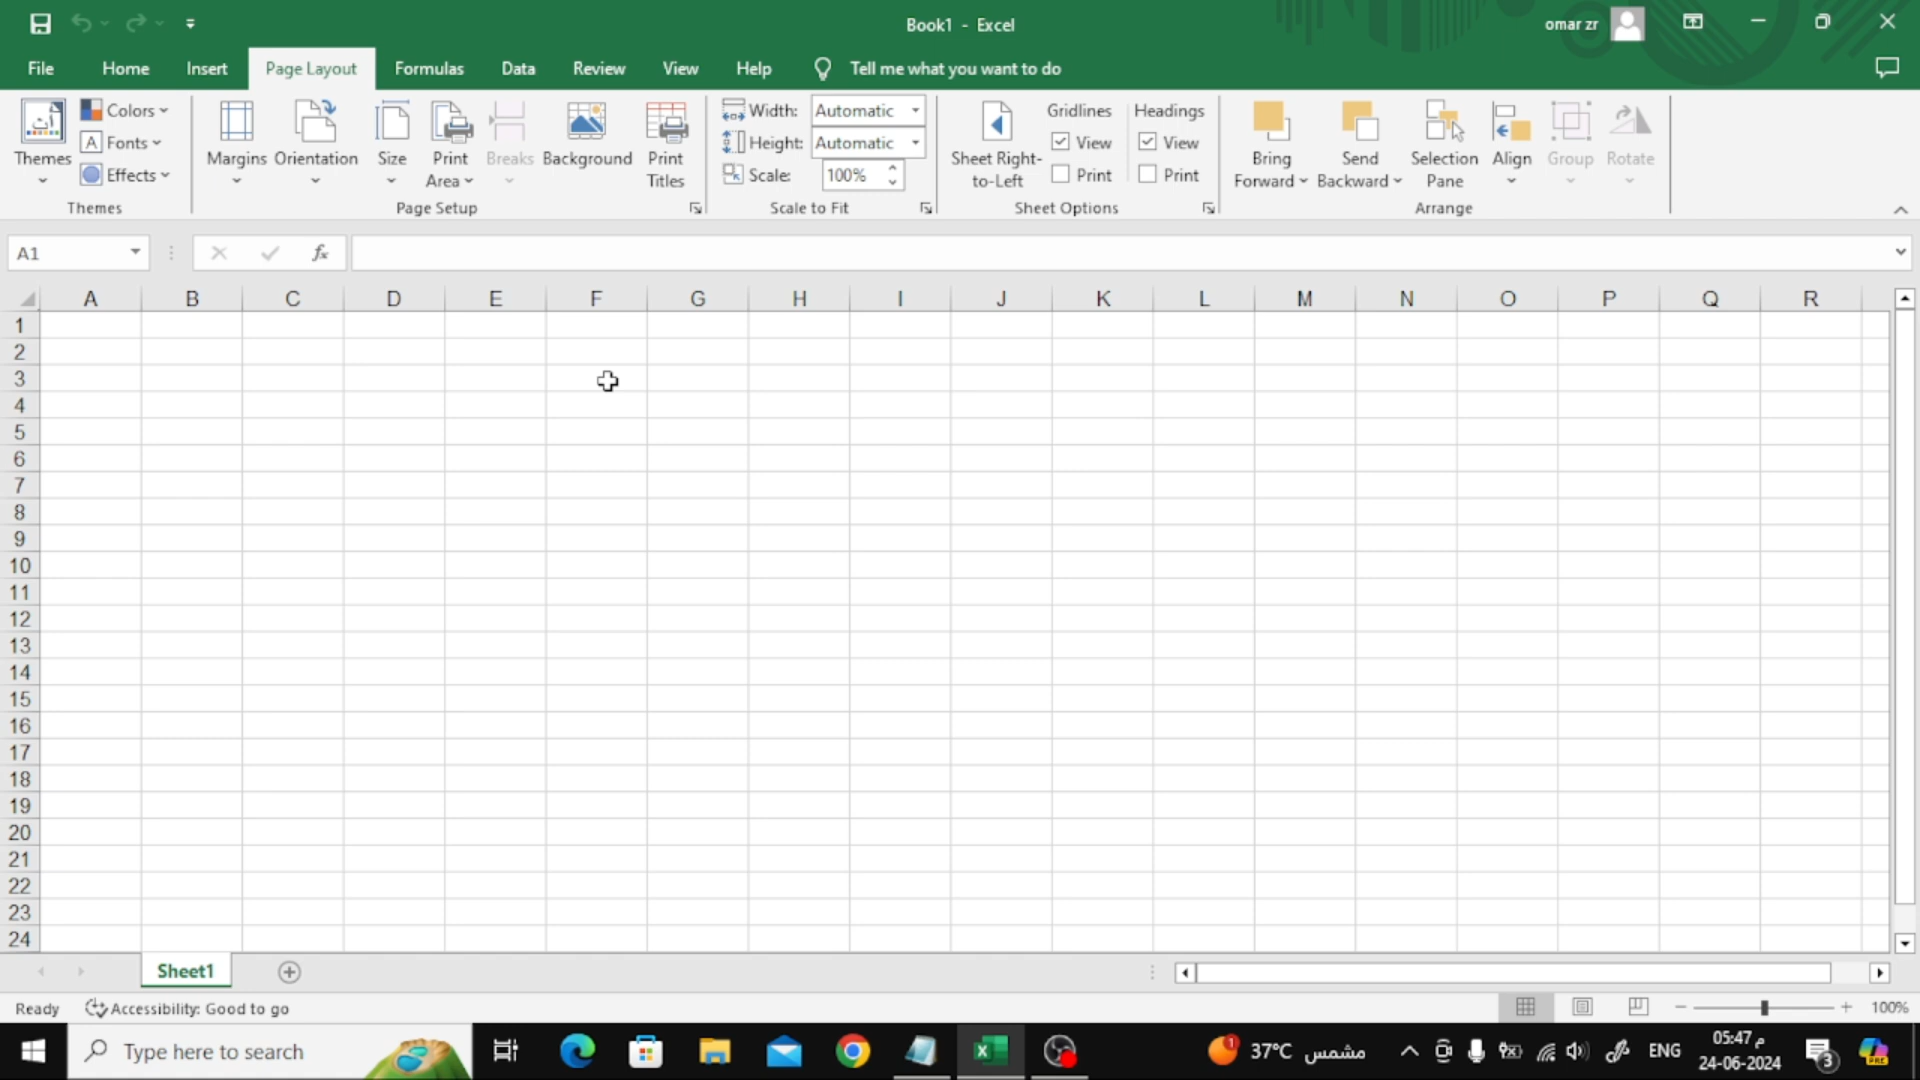 Book1 - Excel
omar zr
File Home Insert Page Layout Formulas Data Review View Help Tell me what you want to do
Themes Colors Fonts Effects
Themes
Margins Orientation Size Print Area Breaks Background Print Titles
Page Setup
Width: Automatic
Height: Automatic
Scale: 100%
Scale to Fit
Sheet Right-to-Left
Gridlines Headings
View View
Print Print
Sheet Options
Bring Forward Send Backward Selection Pane Align Group Rotate
Arrange
A1 fx
A B C D E F G H I J K L M N O P Q R
1
2
3
4
5
6
7
8
9
10
11
12
13
14
15
16
17
18
19
20
21
22
23
24
Sheet1
Ready Accessibility: Good to go 100%
Type here to search
1 37°C مشمس ENG
05:47 م
24-06-2024
3
PRE